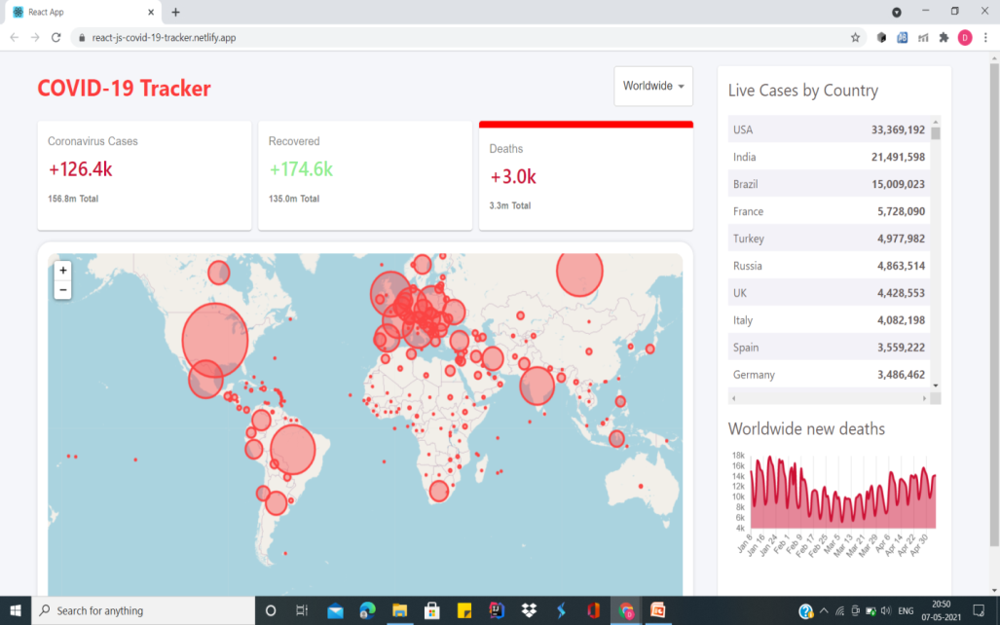 React App
react-js-covid-19-tracker.netlify.app
D
COVID-19 Tracker
Worldwide
Coronavirus Cases
+126.4k
156.8m Total
Recovered
+174.6k
135.0m Total
Deaths
+3.0k
3.3m Total
+
−
Live Cases by Country
USA 33,369,192
India 21,491,598
Brazil 15,009,023
France 5,728,090
Turkey 4,977,982
Russia 4,863,514
UK 4,428,553
Italy 4,082,198
Spain 3,559,222
Germany 3,486,462
Worldwide new deaths
18k
16k
14k
12k
10k
8k
6k
4k
Jan 8 Jan 16 Jan 24 Feb 1 Feb 9 Feb 17 Feb 25 Mar 5 Mar 13 Mar 21 Mar 29 Apr 6 Apr 14 Apr 22 Apr 30
Search for anything
ENG
20:50
07-05-2021